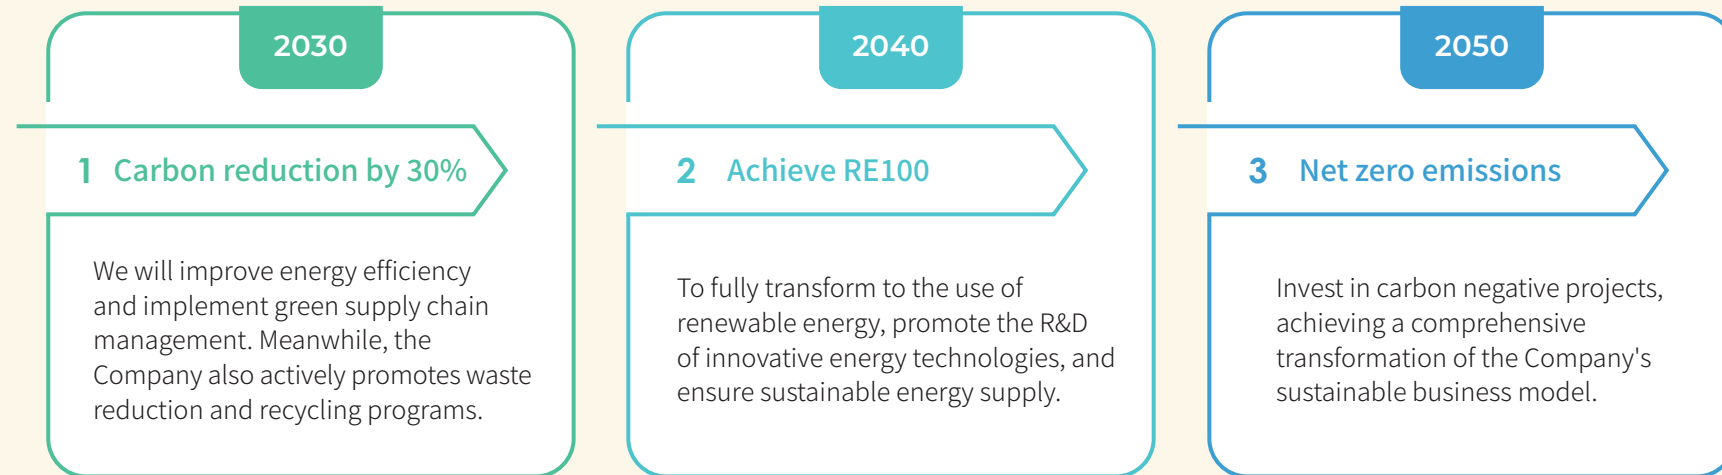 2030
1 Carbon reduction by 30%
We will improve energy efficiency
and implement green supply chain
management. Meanwhile, the
Company also actively promotes waste
reduction and recycling programs.
2040
2 Achieve RE100
To fully transform to the use of
renewable energy, promote the R&D
of innovative energy technologies, and
ensure sustainable energy supply.
2050
3 Net zero emissions
Invest in carbon negative projects,
achieving a comprehensive
transformation of the Company's
sustainable business model.